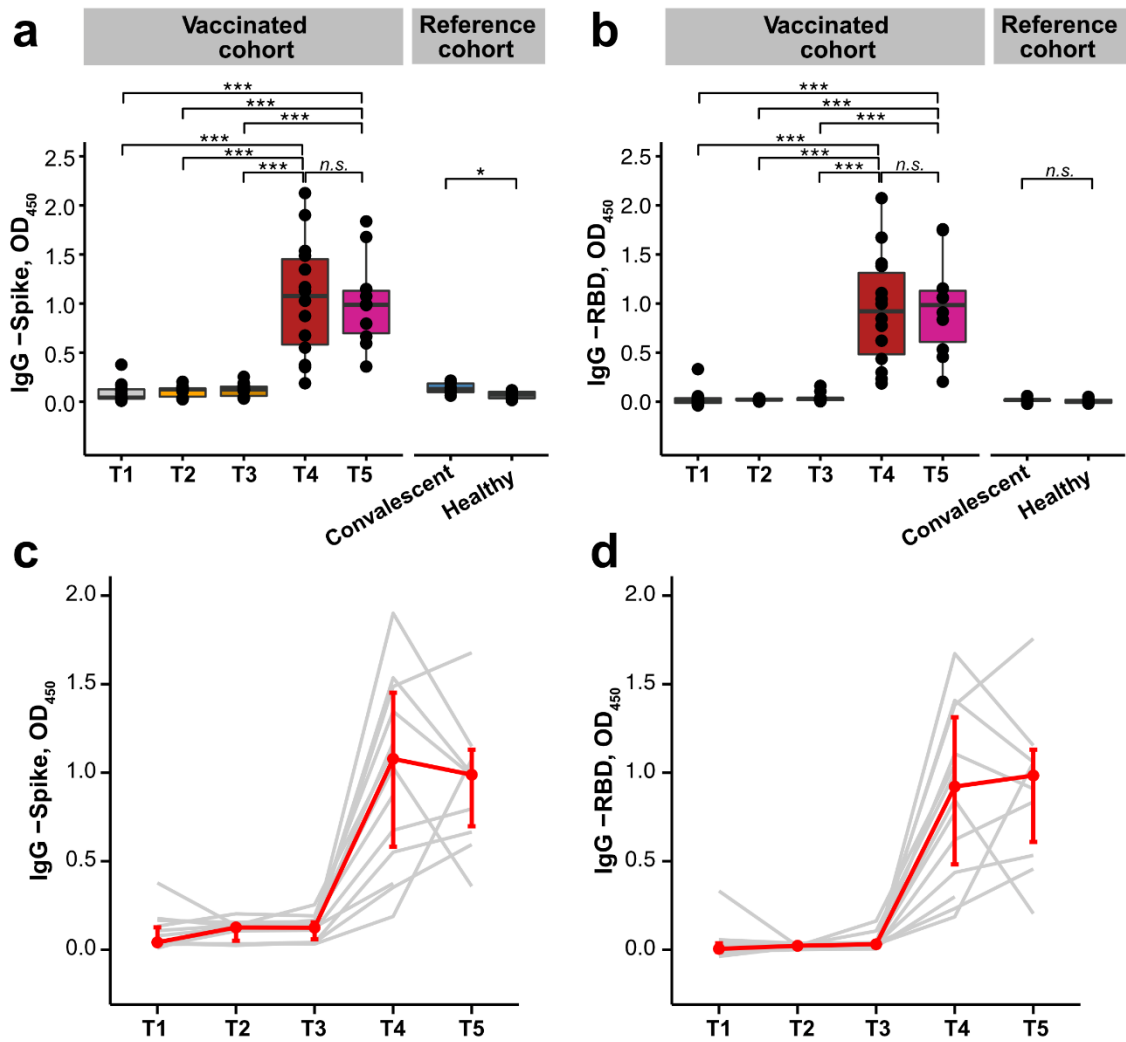 a
Vaccinated
cohort
Reference
cohort
***
***
***
***
***
***
n.s.
*
IgG −Spike, OD450
2.5
2.0
1.5
1.0
0.5
0.0
T1 T2 T3 T4 T5
Convalescent
Healthy
b
Vaccinated
cohort
Reference
cohort
***
***
***
***
***
***
n.s.
n.s.
IgG −RBD, OD450
2.5
2.0
1.5
1.0
0.5
0.0
T1 T2 T3 T4 T5
Convalescent
Healthy
c
IgG −Spike, OD450
2.0
1.5
1.0
0.5
0.0
T1 T2 T3 T4 T5
d
IgG −RBD, OD450
2.0
1.5
1.0
0.5
0.0
T1 T2 T3 T4 T5